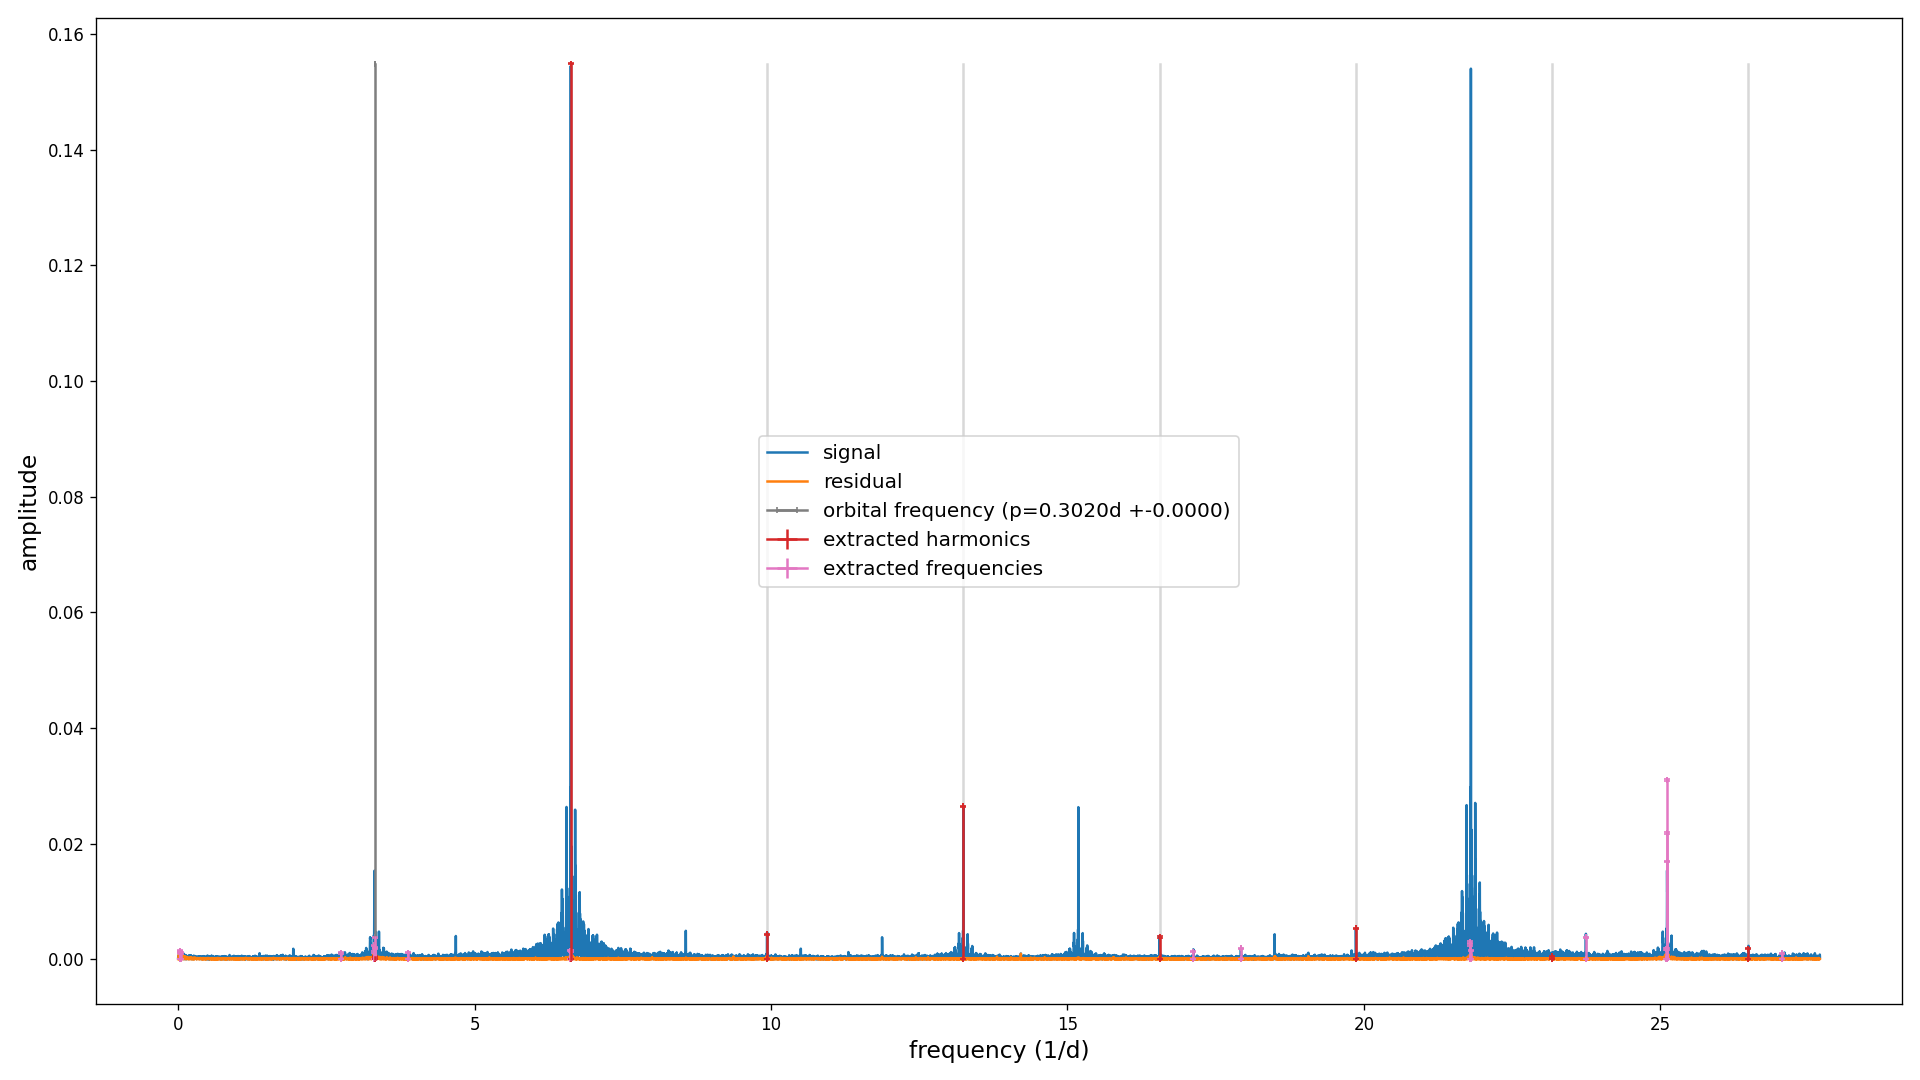 0.16
0.14
0.12
0.10
0.08
0.06
0.04
0.02
0.00
amplitude
signal
residual
orbital frequency (p=0.3020d +-0.0000)
extracted harmonics
extracted frequencies
0 5 10 15 20 25
frequency (1/d)